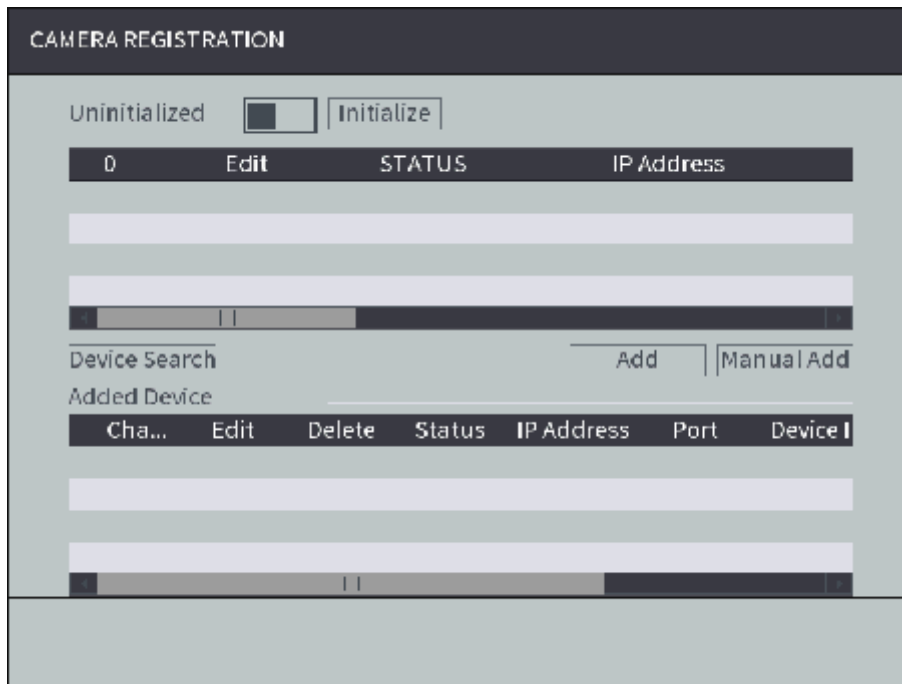 CAMERA REGISTRATION
Uninitialized Initialize
0 Edit STATUS IP Address
Device Search Add Manual Add
Added Device
Cha... Edit Delete Status IP Address Port Device I